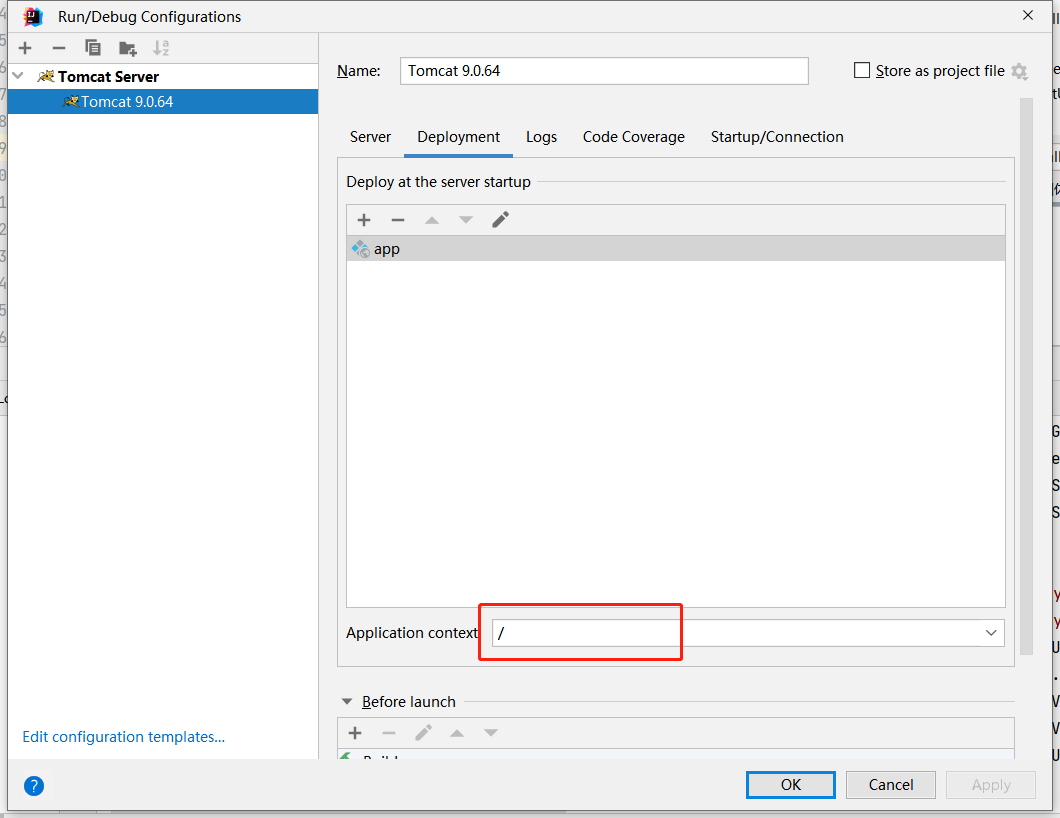 Run/Debug Configurations
Tomcat Server
Tomcat 9.0.64
Edit configuration templates...
Name: Tomcat 9.0.64 Store as project file
Server Deployment Logs Code Coverage Startup/Connection
Deploy at the server startup
app
Application context /
Before launch
OK Cancel Apply